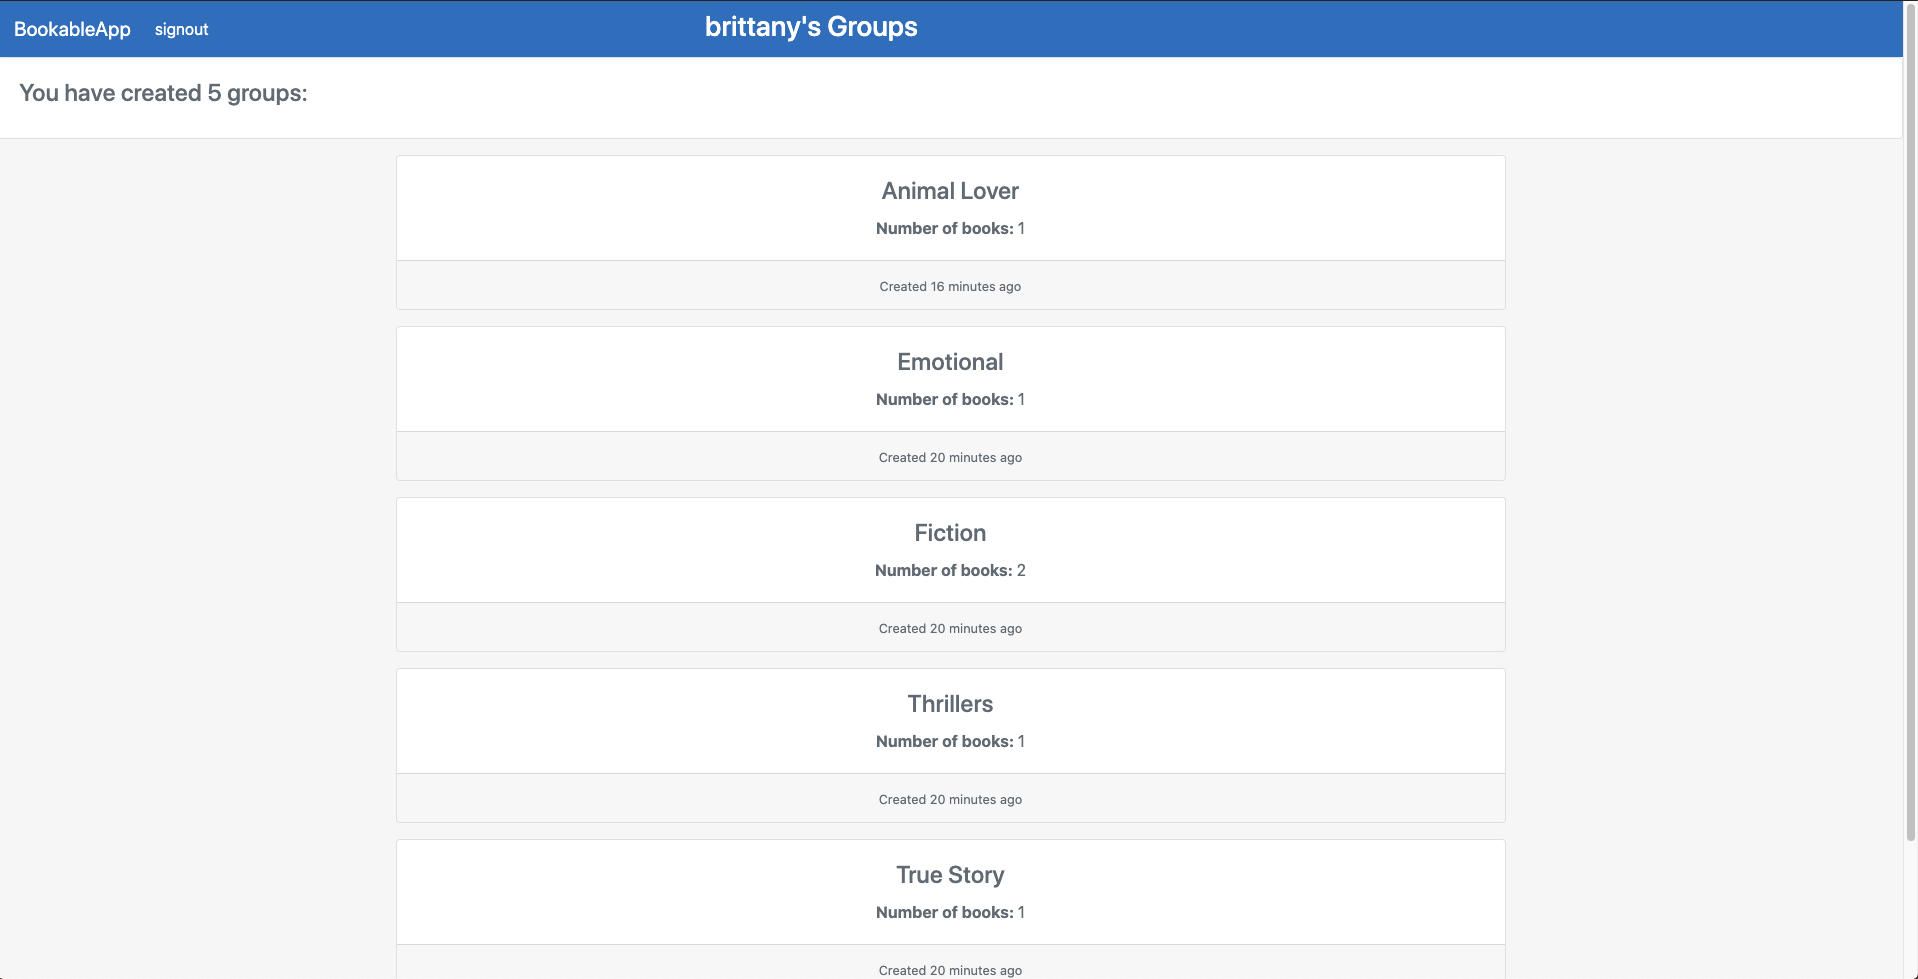 BookableApp signout brittany's Groups
You have created 5 groups:
Animal Lover
Number of books: 1
Created 16 minutes ago
Emotional
Number of books: 1
Created 20 minutes ago
Fiction
Number of books: 2
Created 20 minutes ago
Thrillers
Number of books: 1
Created 20 minutes ago
True Story
Number of books: 1
Created 20 minutes ago